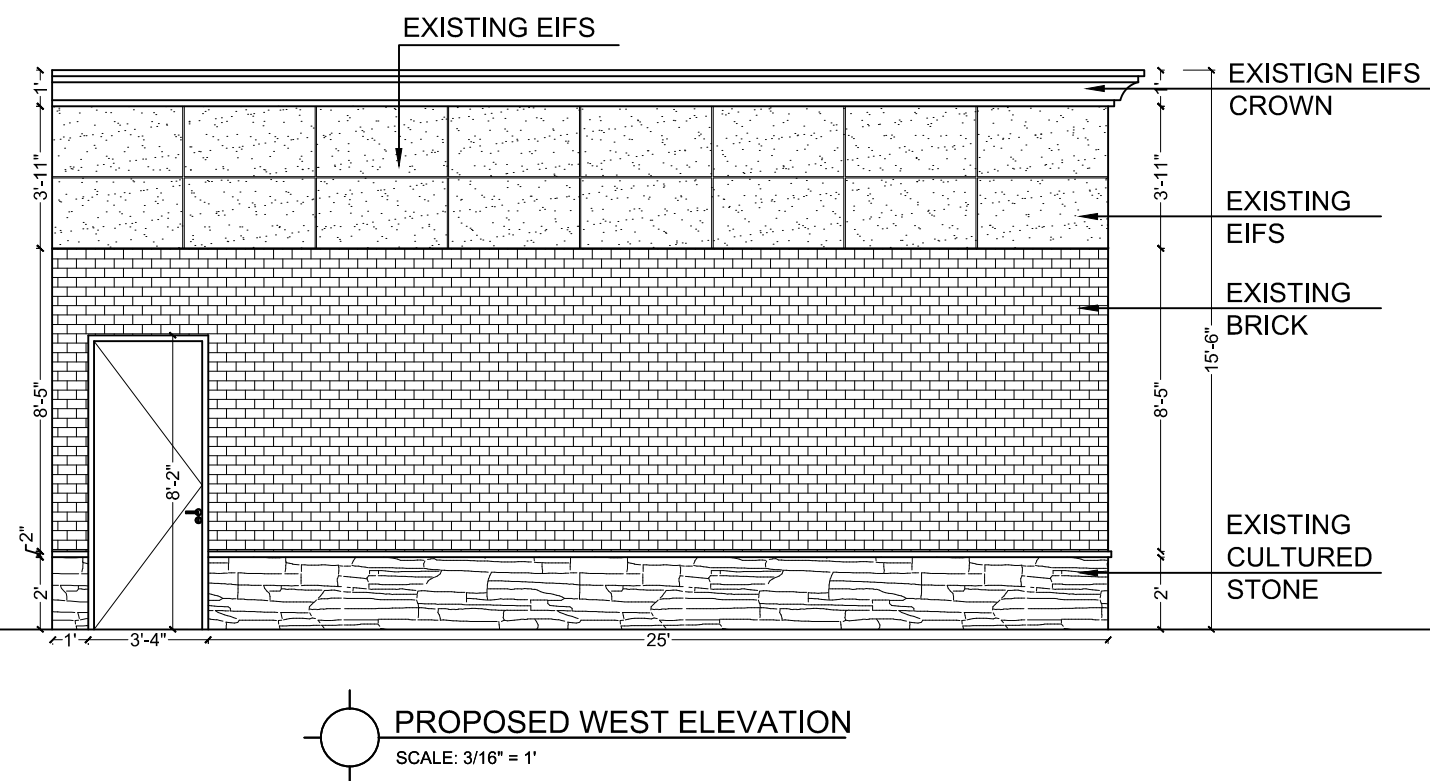 EXISTING EIFS
EXISTIGN EIFS
CROWN
1'
1'
3'-11"
3'-11"
EXISTING
EIFS
EXISTING
BRICK
15'-6"
8'-5"
8'-5"
8'-2"
2"
EXISTING
CULTURED
STONE
2'
2'
1'
3'-4"
25'
PROPOSED WEST ELEVATION
SCALE: 3/16" = 1'